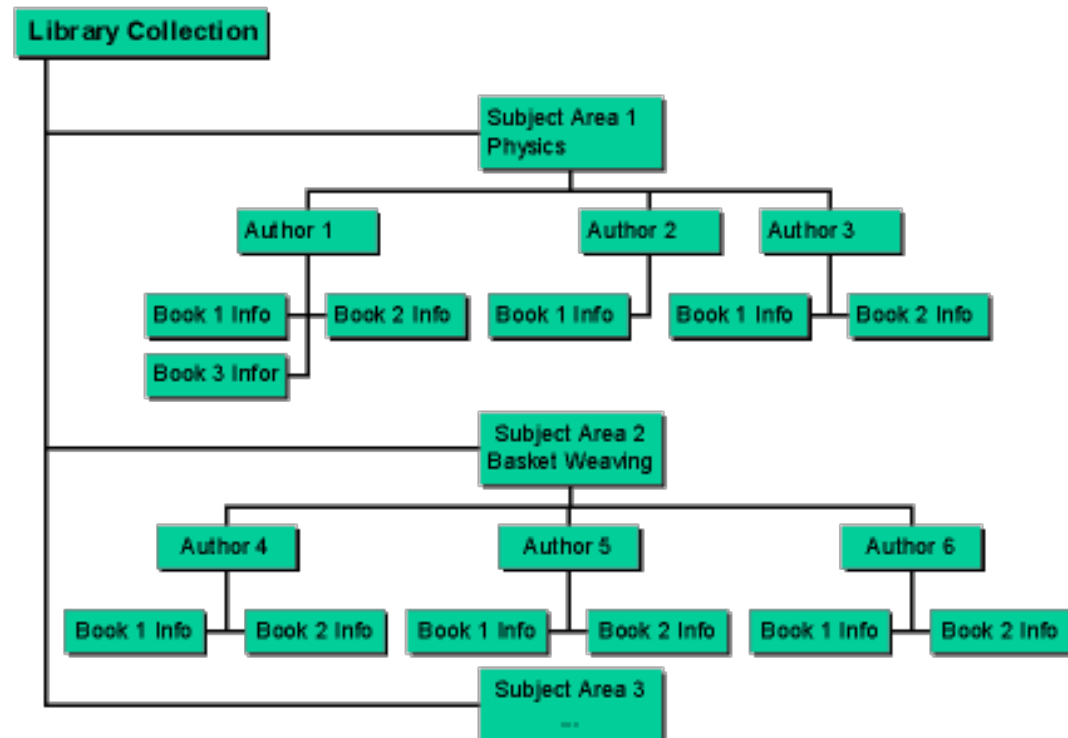 Library Collection
Subject Area 1
Physics
Author 1
Author 2
Author 3
Book 1 Info
Book 2 Info
Book 1 Info
Book 1 Info
Book 2 Info
Book 3 Infor
Subject Area 2
Basket Weaving
Author 4
Author 5
Author 6
Book 1 Info
Book 2 Info
Book 1 Info
Book 2 Info
Book 1 Info
Book 2 Info
Subject Area 3
...